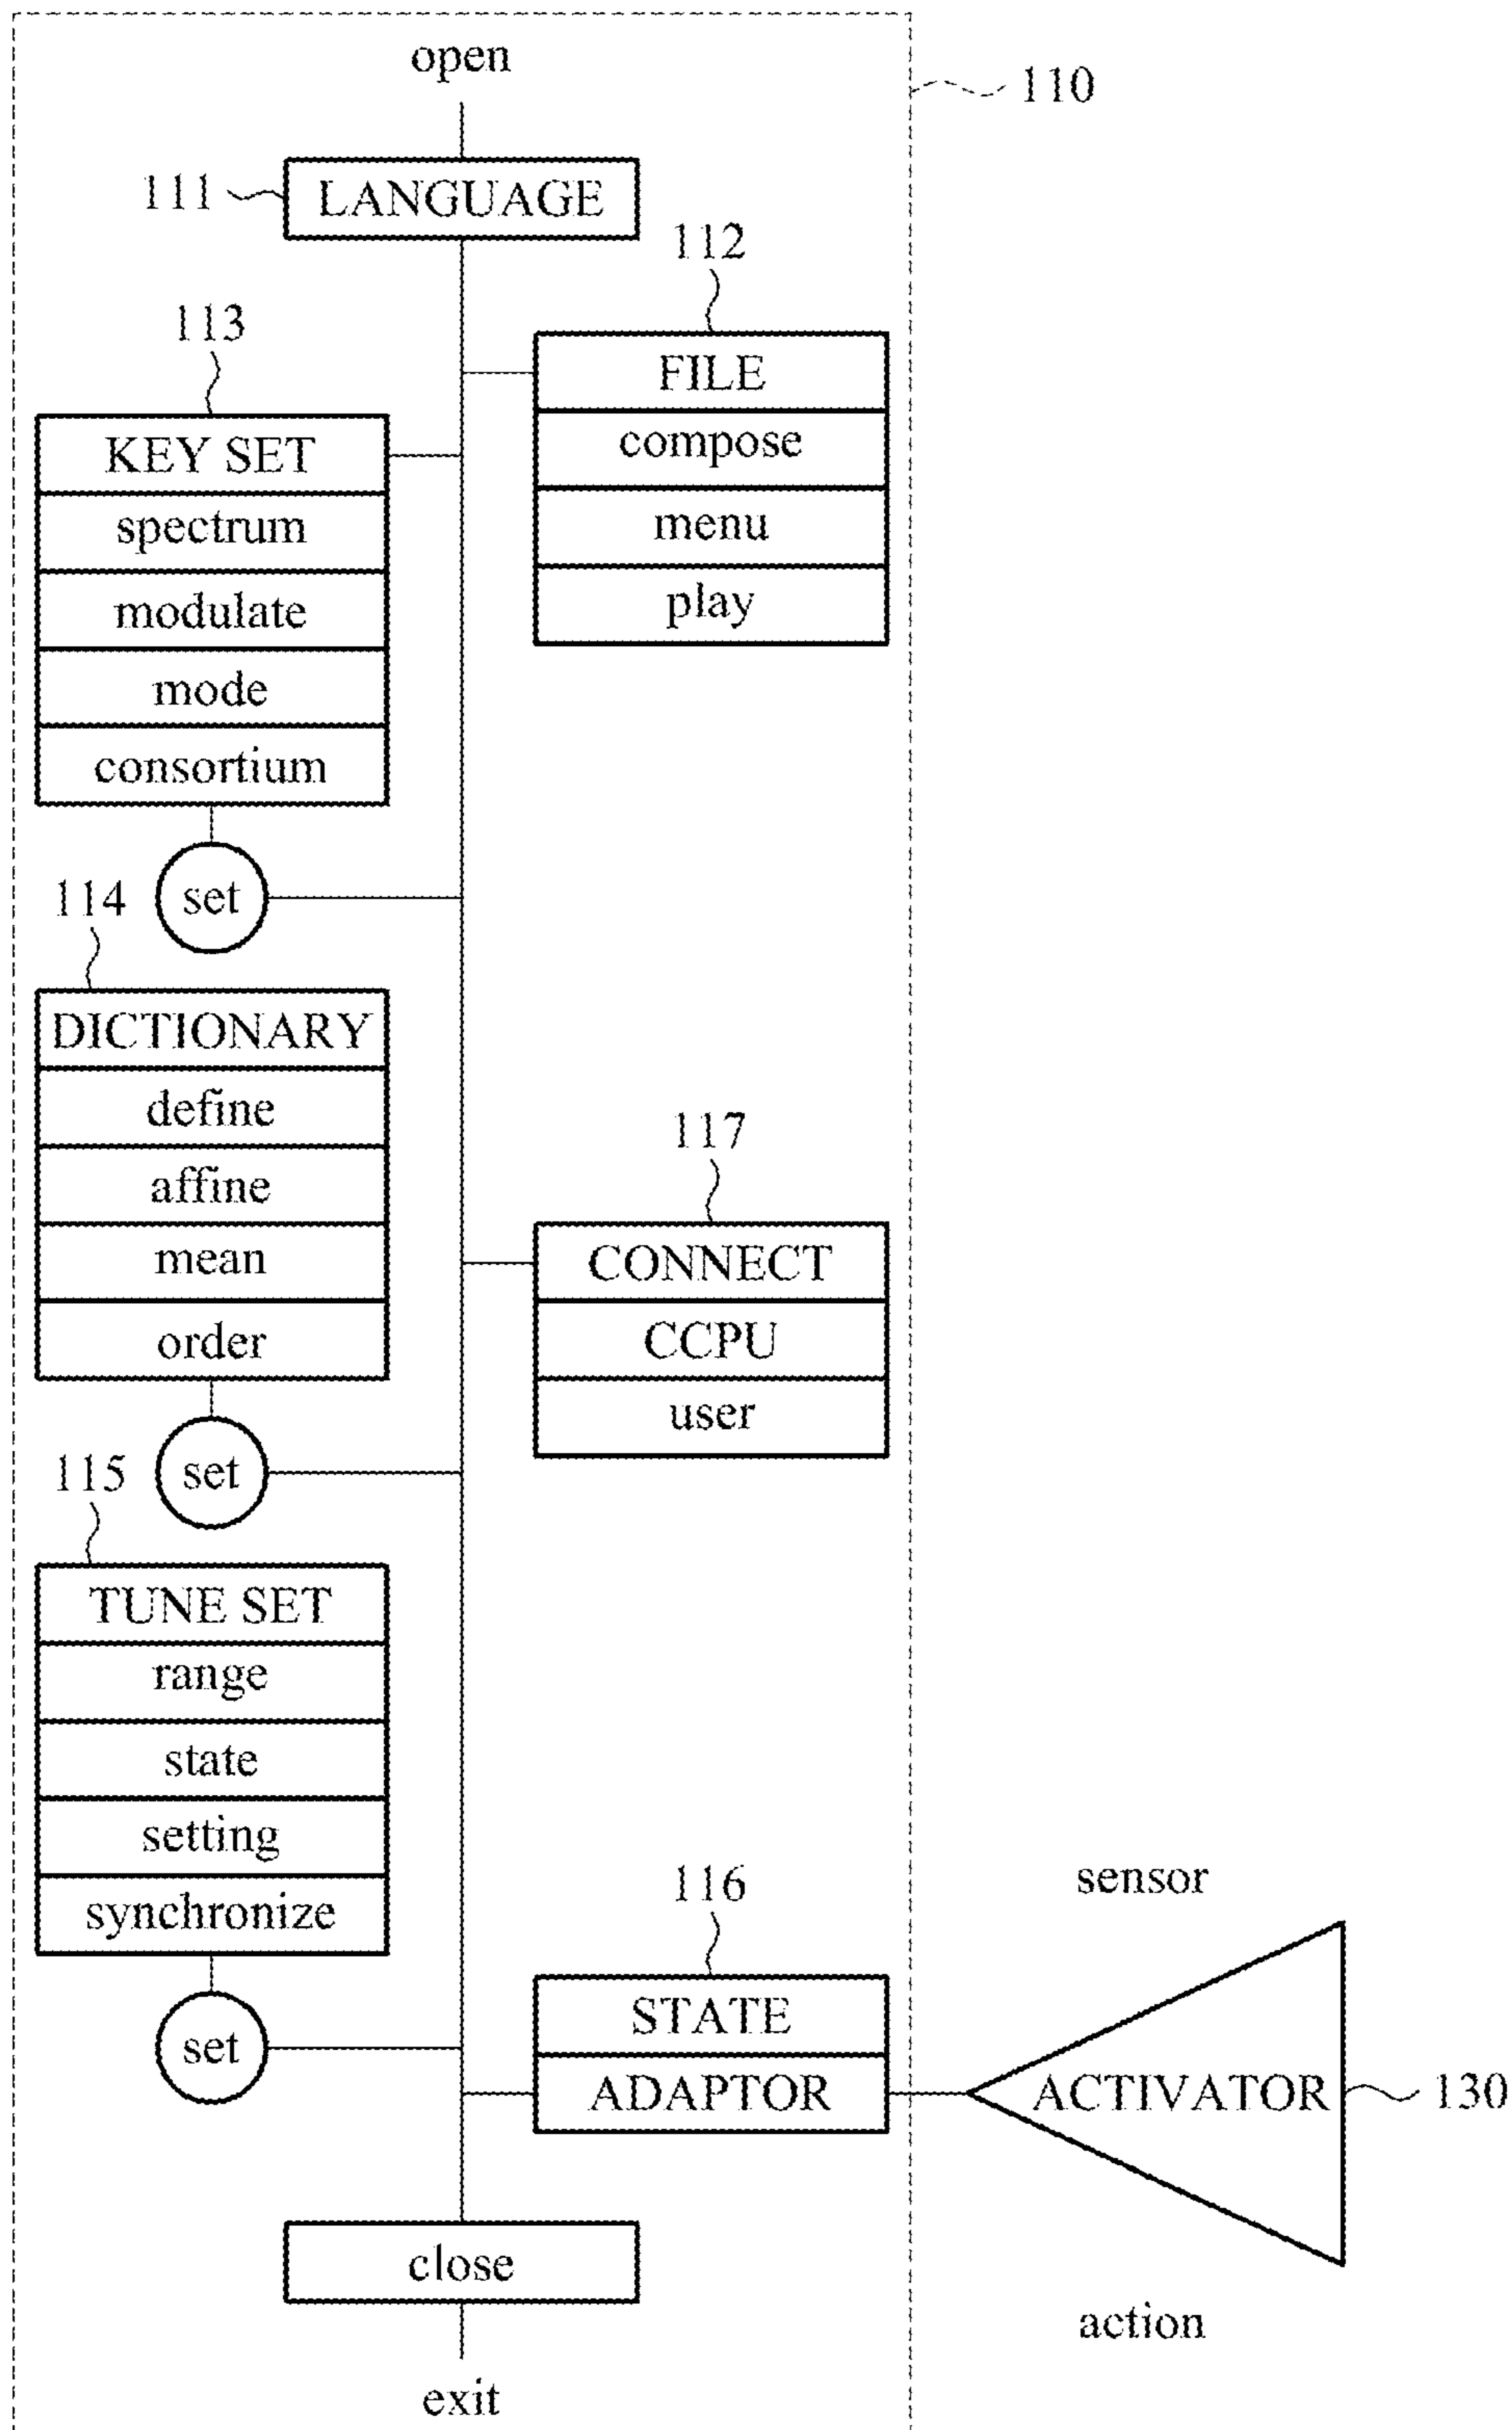 open
110
111
LANGUAGE
112
FILE
compose
menu
play
113
KEY SET
spectrum
modulate
mode
consortium
set
114
DICTIONARY
define
affine
mean
order
set
117
CONNECT
CCPU
user
115
TUNE SET
range
state
setting
synchronize
set
116
STATE
ADAPTOR
sensor
ACTIVATOR
130
action
close
exit